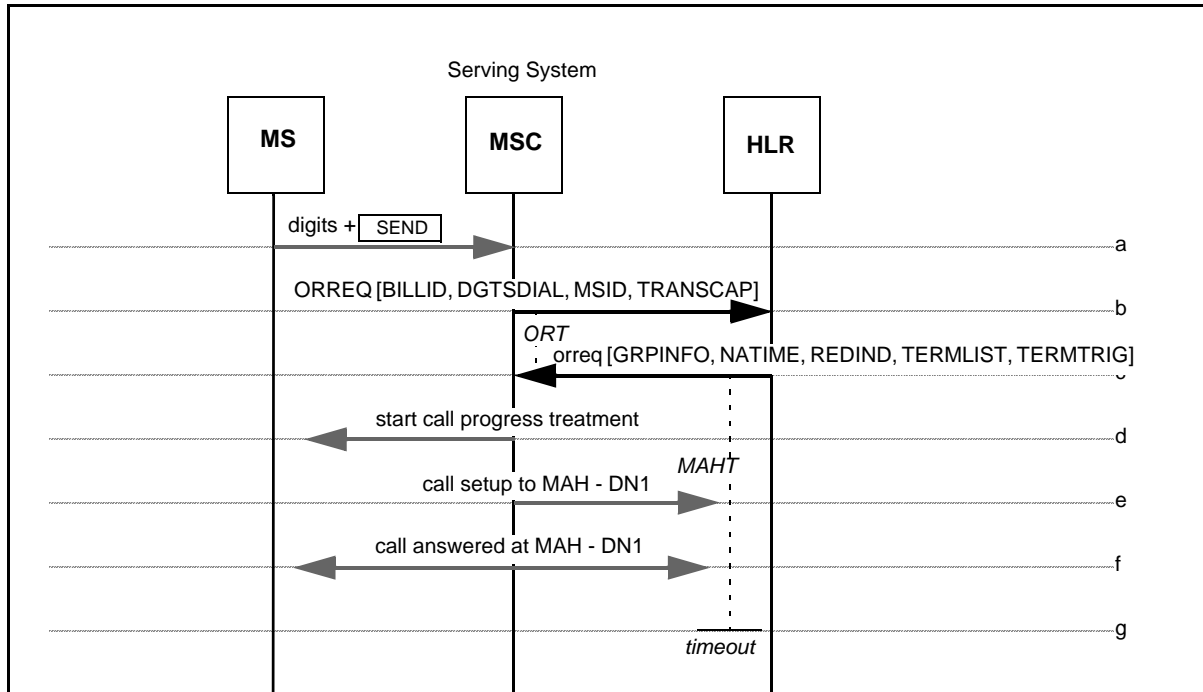 Serving System
MS
MSC
HLR
digits + SEND
a
ORREQ [BILLID, DGTSDIAL, MSID, TRANSCAP]
b
ORT
orreq [GRPINFO, NATIME, REDIND, TERMLIST, TERMTRIG]
start call progress treatment
d
MAHT
call setup to MAH - DN1
e
call answered at MAH - DN1
f
g
timeout